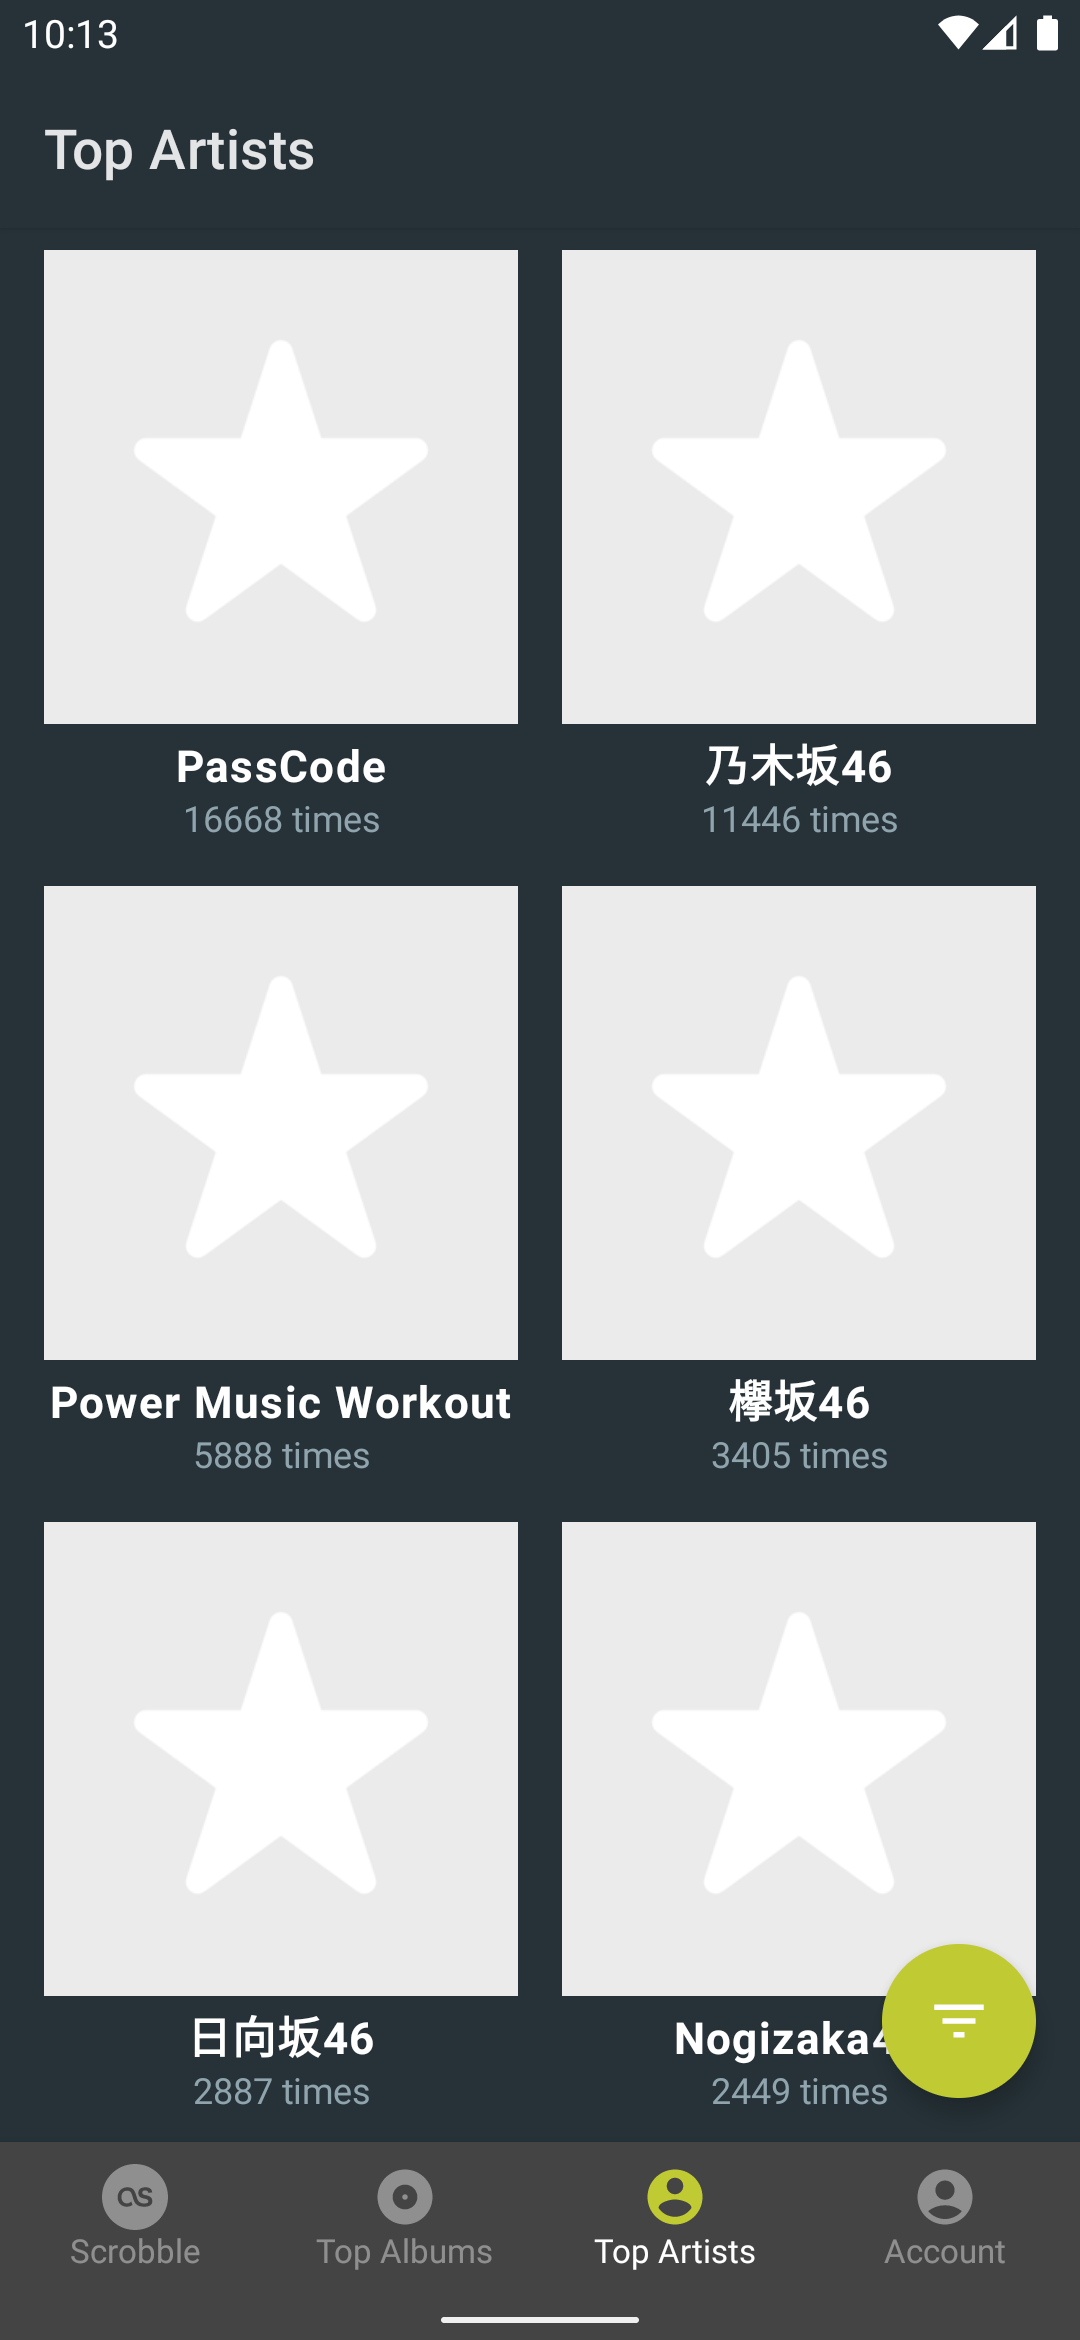 10:13
Top Artists
PassCode
16668 times
乃木坂46
11446 times
Power Music Workout
5888 times
欅坂46
3405 times
日向坂46
2887 times
Nogizaka4
2449 times
Scrobble
Top Albums
Top Artists
Account